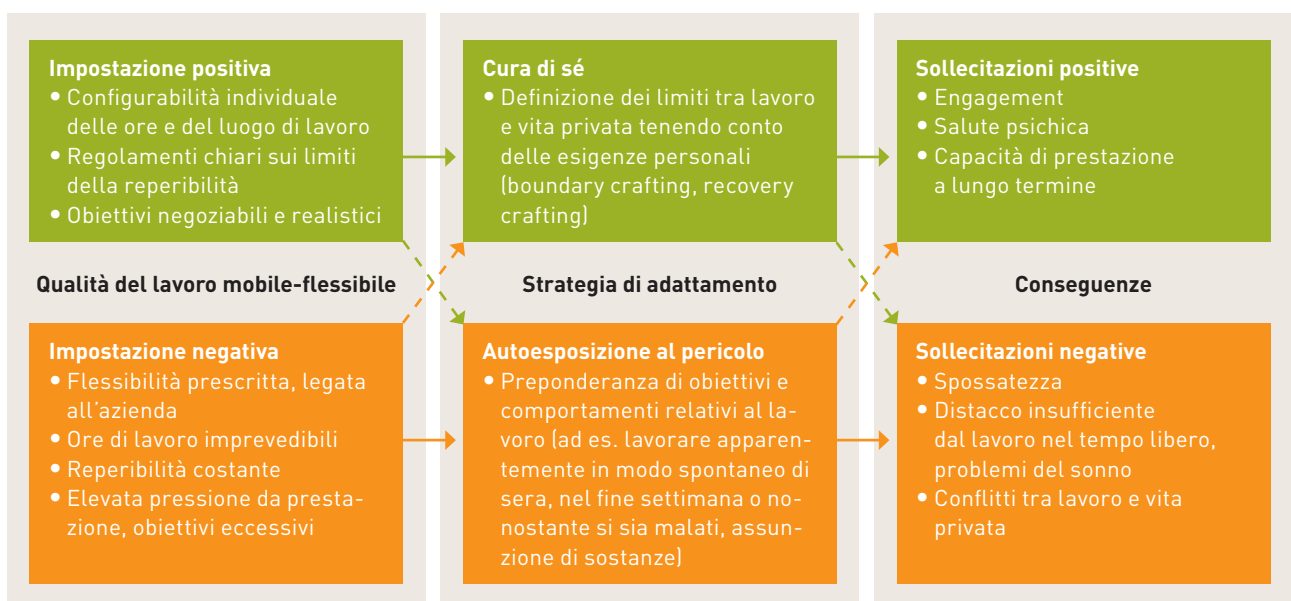 Impostazione positiva
• Configurabilità individuale
delle ore e del luogo di lavoro
• Regolamenti chiari sui limiti
della reperibilità
• Obiettivi negoziabili e realistici
Qualità del lavoro mobile-flessibile
Impostazione negativa
• Flessibilità prescritta, legata
all'azienda
• Ore di lavoro imprevedibili
• Reperibilità costante
• Elevata pressione da presta-
zione, obiettivi eccessivi
Cura di sé
• Definizione dei limiti tra lavoro
e vita privata tenendo conto
delle esigenze personali
(boundary crafting, recovery
crafting)
Strategia di adattamento
Autoesposizione al pericolo
• Preponderanza di obiettivi e
comportamenti relativi al la-
voro (ad es. lavorare apparen-
temente in modo spontaneo di
sera, nel fine settimana o no-
nostante si sia malati, assun-
zione di sostanze)
Sollecitazioni positive
• Engagement
• Salute psichica
• Capacità di prestazione
a lungo termine
Conseguenze
Sollecitazioni negative
• Spossatezza
• Distacco insufficiente
dal lavoro nel tempo libero,
problemi del sonno
• Conflitti tra lavoro e vita
privata